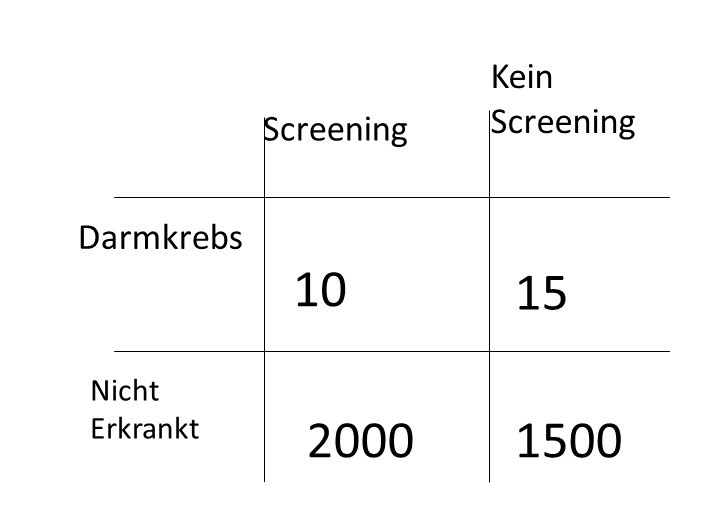 Kein
Screening
Screening
Darmkrebs
10
15
Nicht
Erkrankt
2000
1500